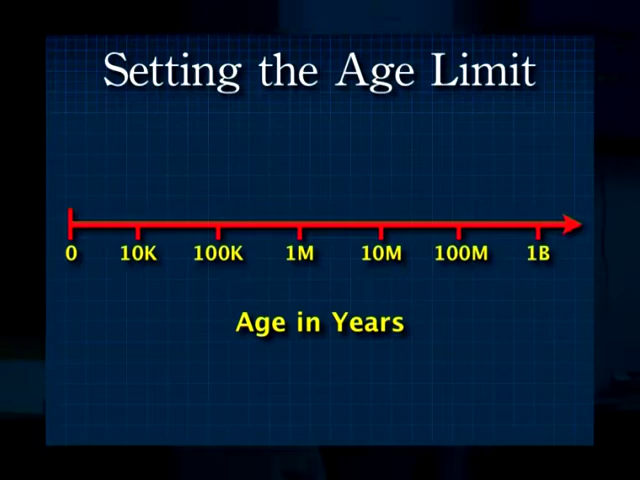 Setting the Age Limit
0 10K 100K 1M 10M 100M 1B
Age in Years